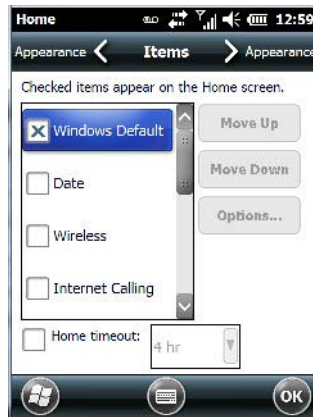 Home 12:59
Appearance Items Appearance
Checked items appear on the Home screen.
Windows Default
Move Up
Date
Move Down
Options...
Wireless
Internet Calling
Home timeout: 4 hr
OK